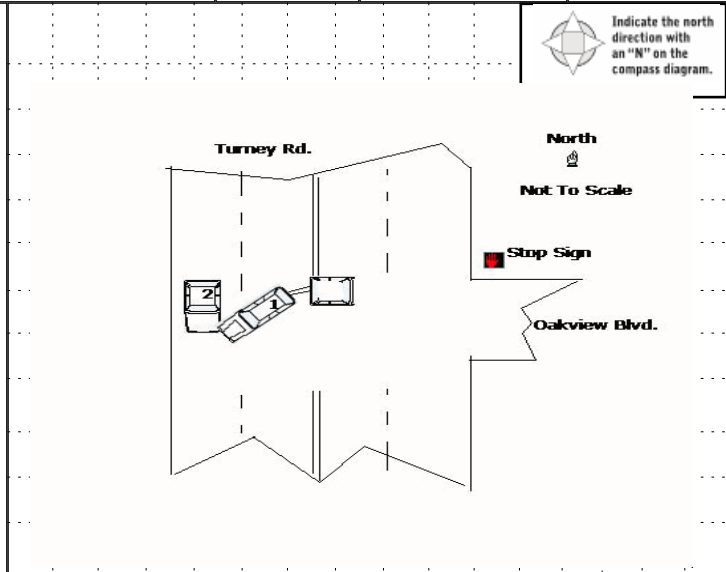 Indicate the north
direction with
an “N” on the
compass diagram.
Turney Rd.
North
Not To Scale
Stop Sign
2
1
Oakview Blvd.